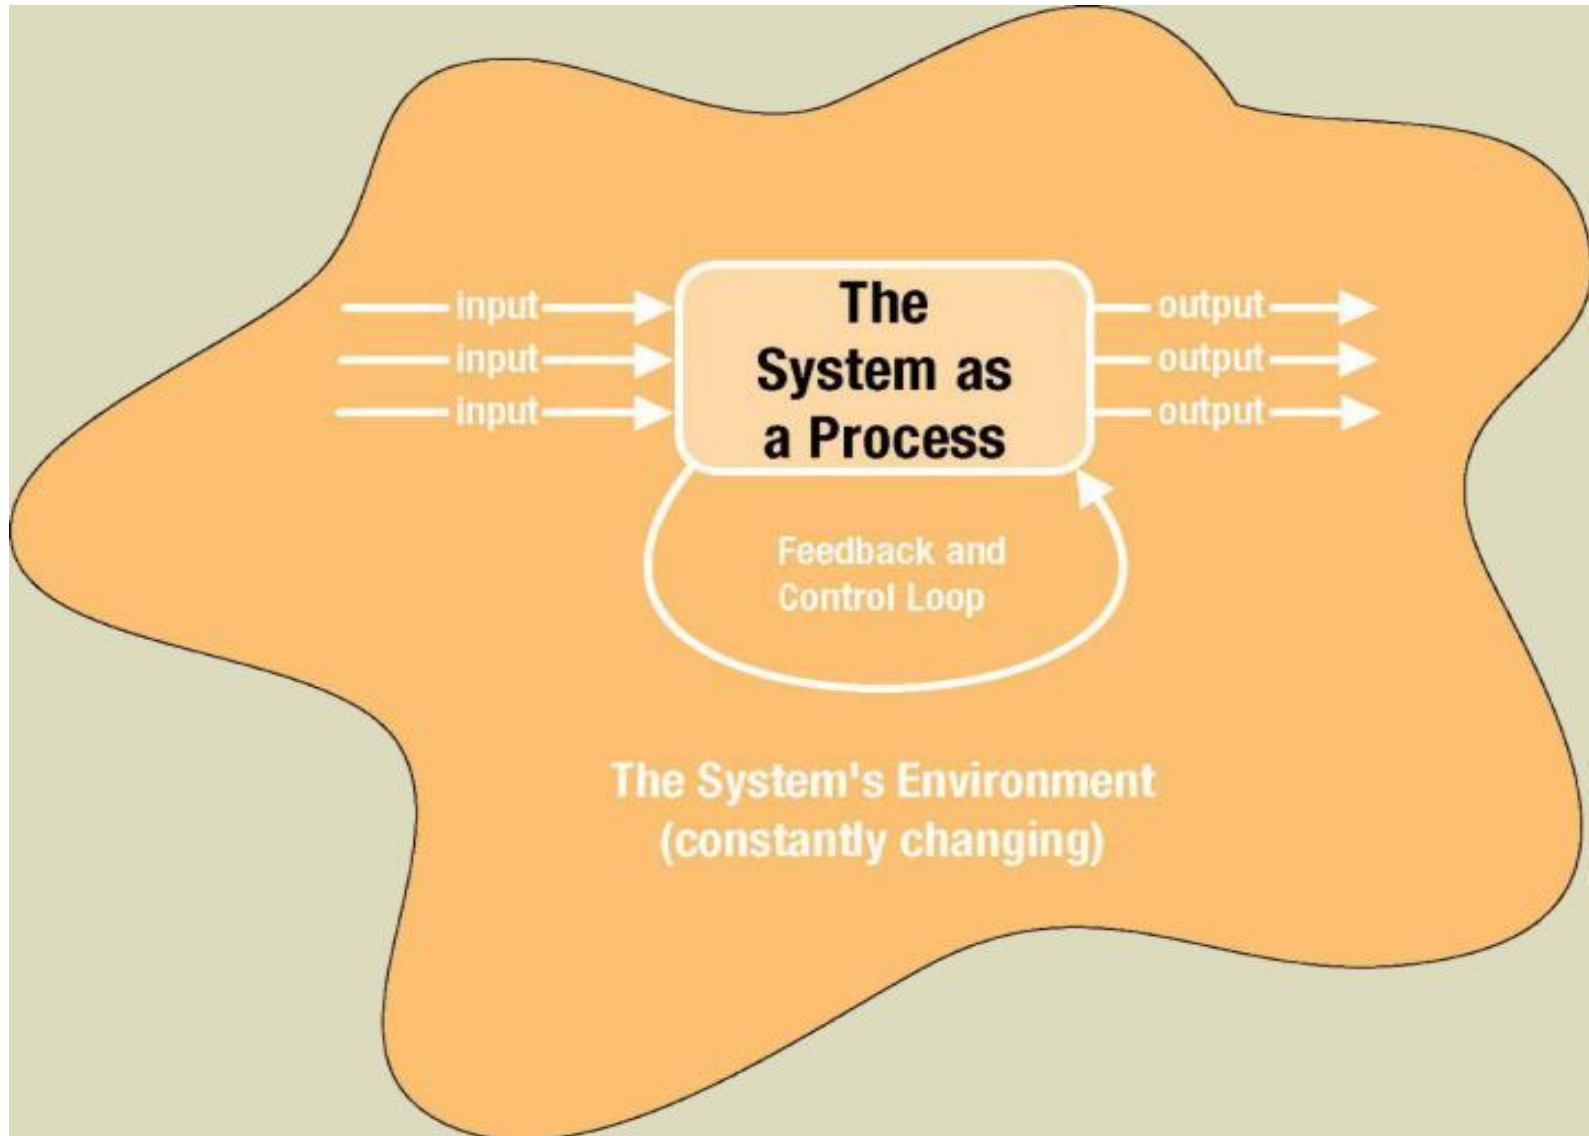 The
System as
a Process
input
input
input
output
output
output
Feedback and
Control Loop
The System's Environment
(constantly changing)